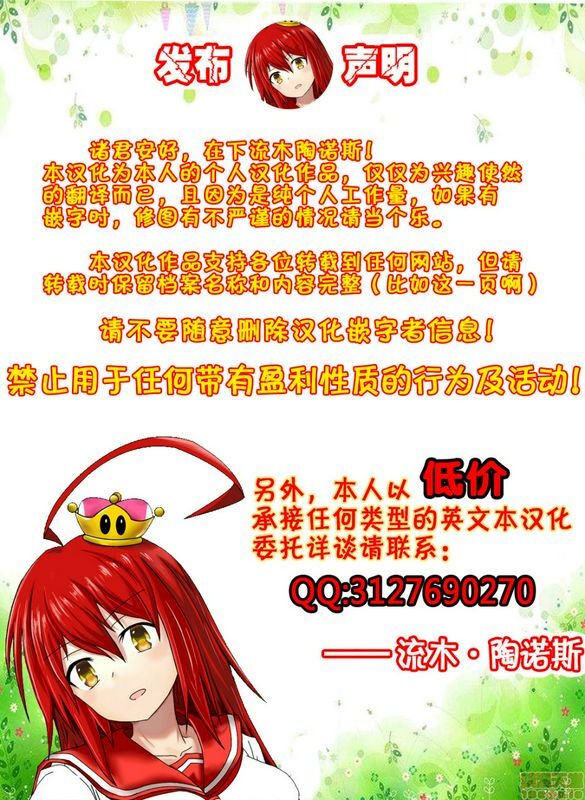 发布 声明
诸君安好，在下流木陶诺斯！
本汉化为本人的个人汉化作品，仅仅为兴趣使然
的翻译而已，且因为是纯个人工作量，如果有
嵌字时，修图有不严谨的情况请当个乐。
本汉化作品支持各位转载到任何网站，但请
转载时保留档案名称和内容完整（比如这一页啊）
请不要随意删除汉化嵌字者信息！
禁止用于任何带有盈利性质的行为及活动！
另外，本人以 低价
承接任何类型的英文本汉化
委托详谈请联系：
QQ:3127690270
——流木·陶诺斯